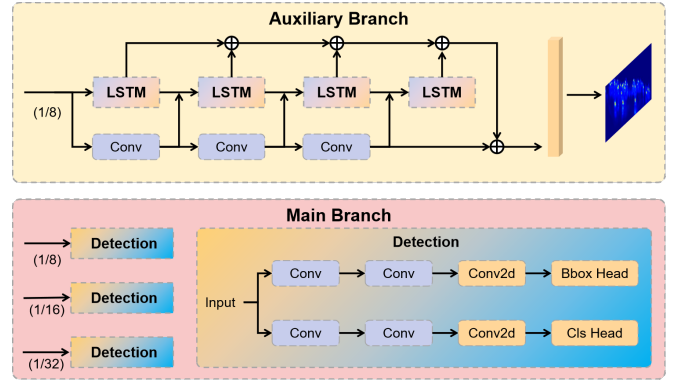 Auxiliary Branch
LSTM LSTM LSTM LSTM
(1/8)
Conv Conv Conv
Main Branch
Detection
(1/8)
Detection
(1/16)
Detection
(1/32)
Detection
Conv Conv Conv2d Bbox Head
Input
Conv Conv Conv2d Cls Head